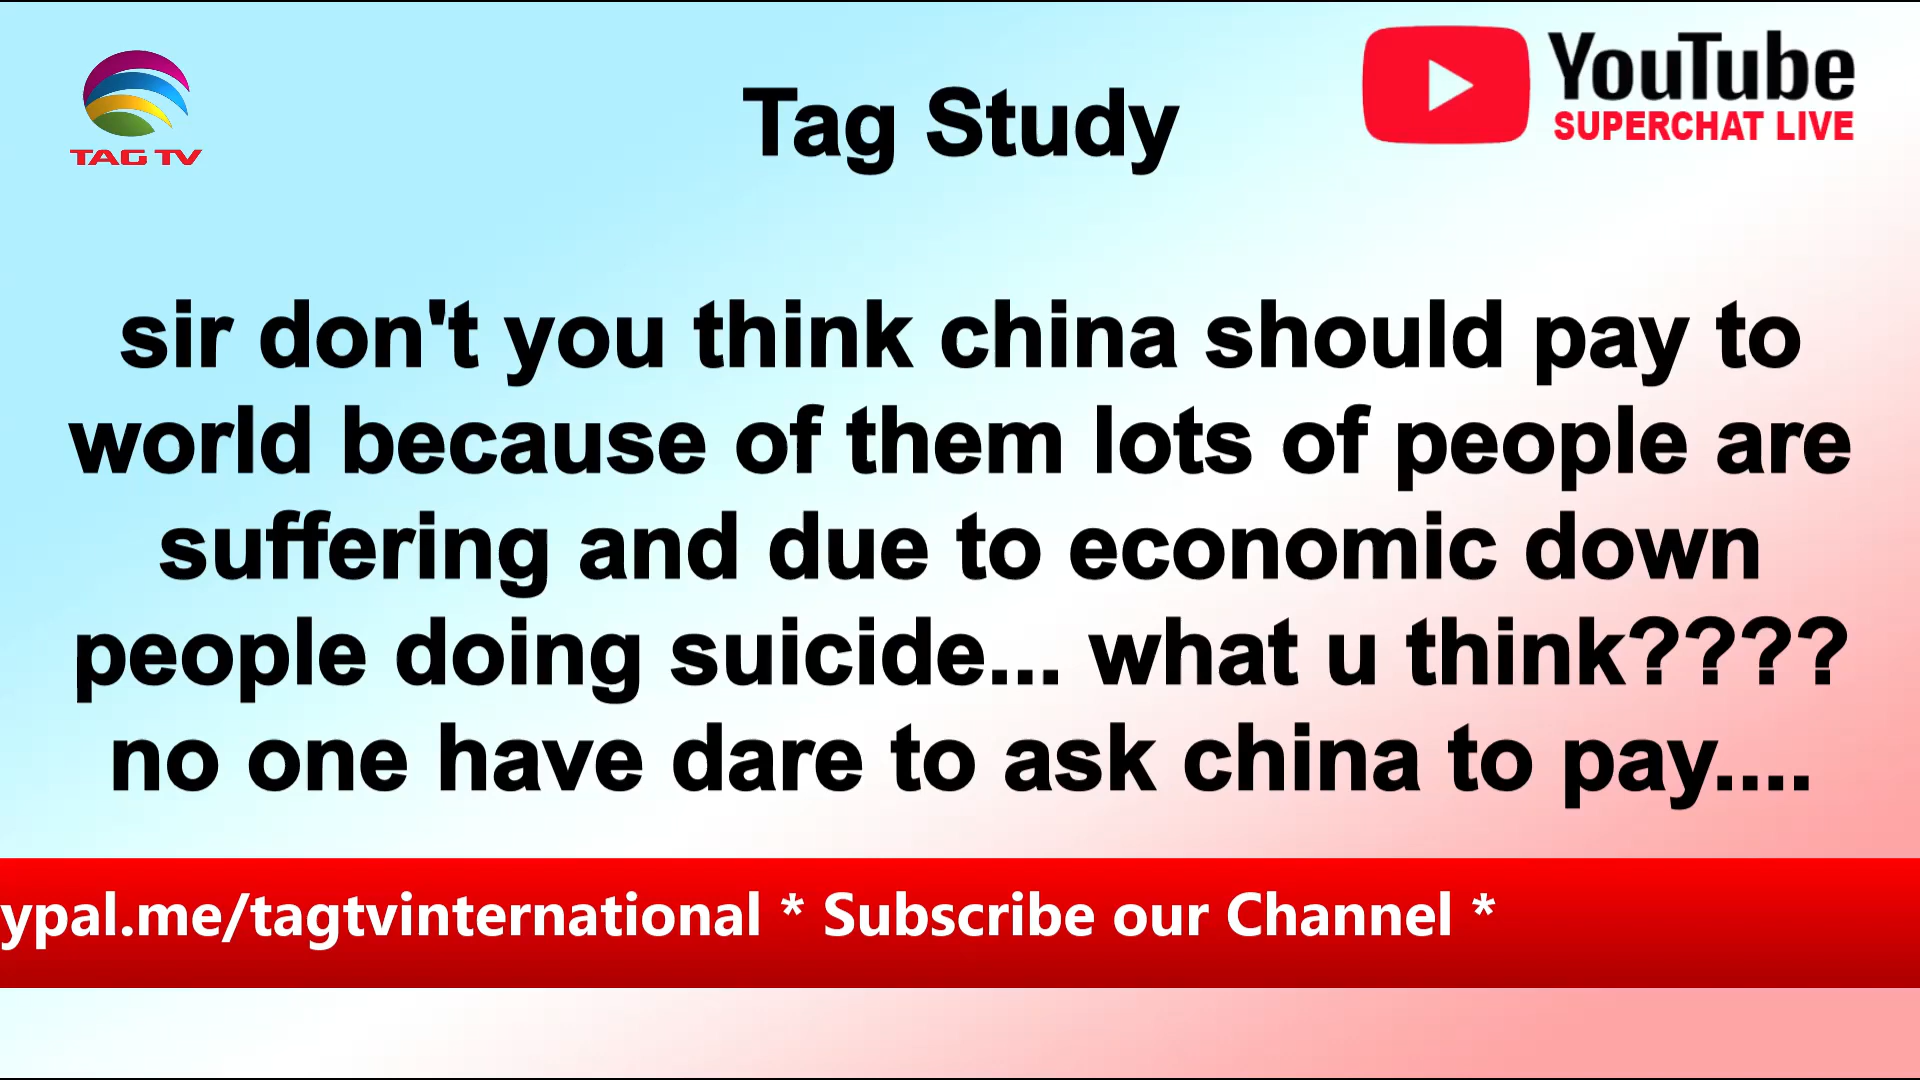 TAG TV
Tag Study
YouTube
SUPERCHAT LIVE
sir don't you think china should pay to
world because of them lots of people are
suffering and due to economic down
people doing suicide... what u think????
no one have dare to ask china to pay....
ypal.me/tagtvinternational * Subscribe our Channel *